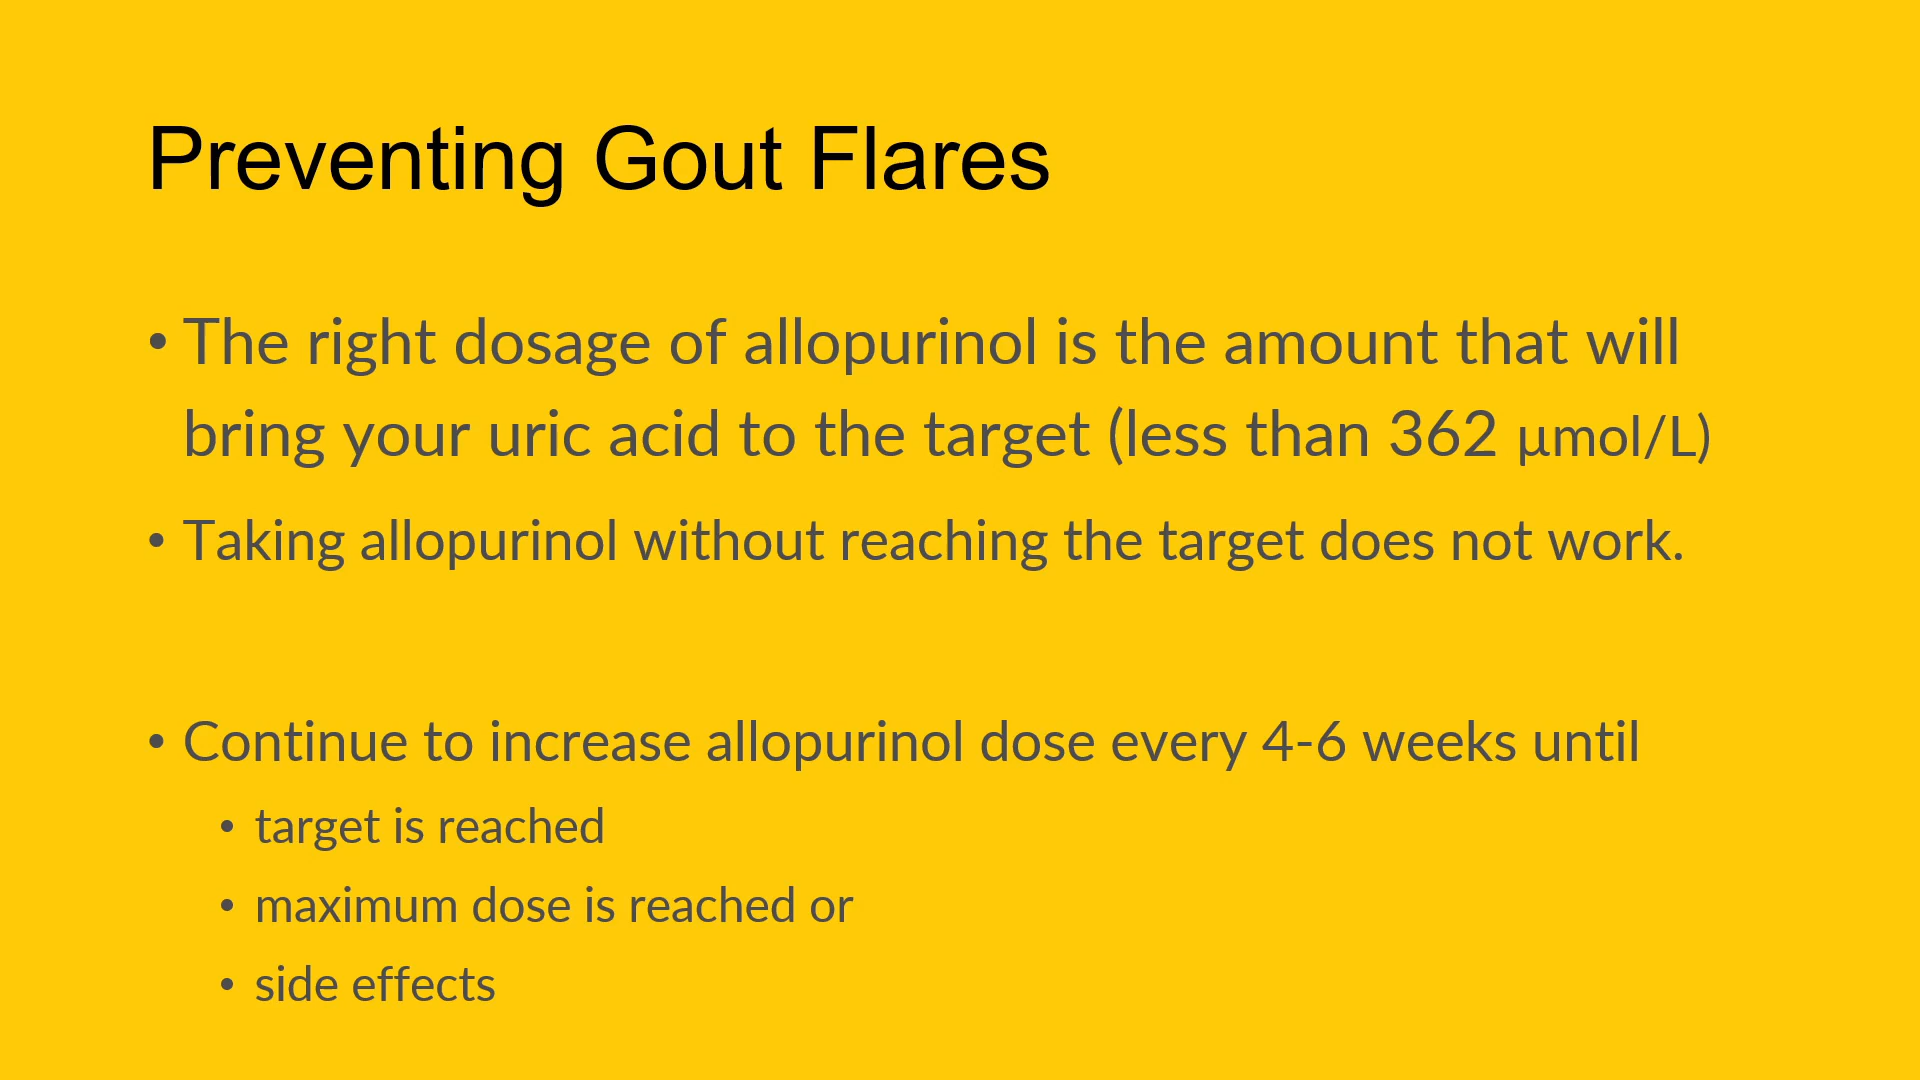 Preventing Gout Flares
• The right dosage of allopurinol is the amount that will
bring your uric acid to the target (less than 362 µmol/L)
• Taking allopurinol without reaching the target does not work.
• Continue to increase allopurinol dose every 4-6 weeks until
• target is reached
• maximum dose is reached or
• side effects